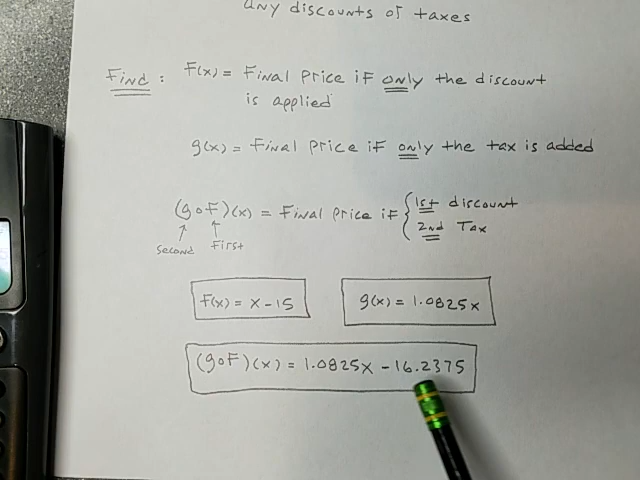 any discounts or taxes
Find: f(x) = Final Price if only the discount
is applied
g(x) = Final Price if only the tax is added
(g∘f)(x) = Final Price if { 1st discount
2nd Tax
second First
f(x) = x - 15
g(x) = 1.0825x
(g∘f)(x) = 1.0825x - 16.2375